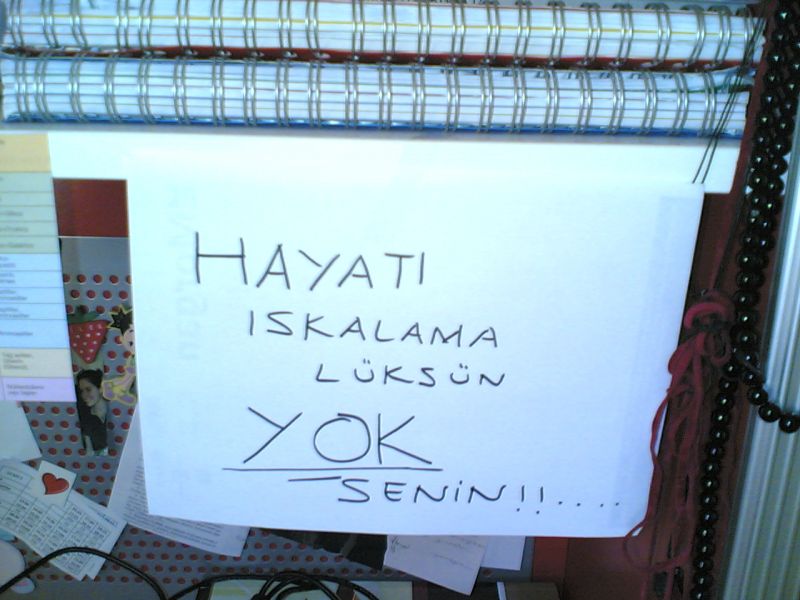 HAYATI
ISKALAMA
LÜKSÜN
YOK
SENİN!!....